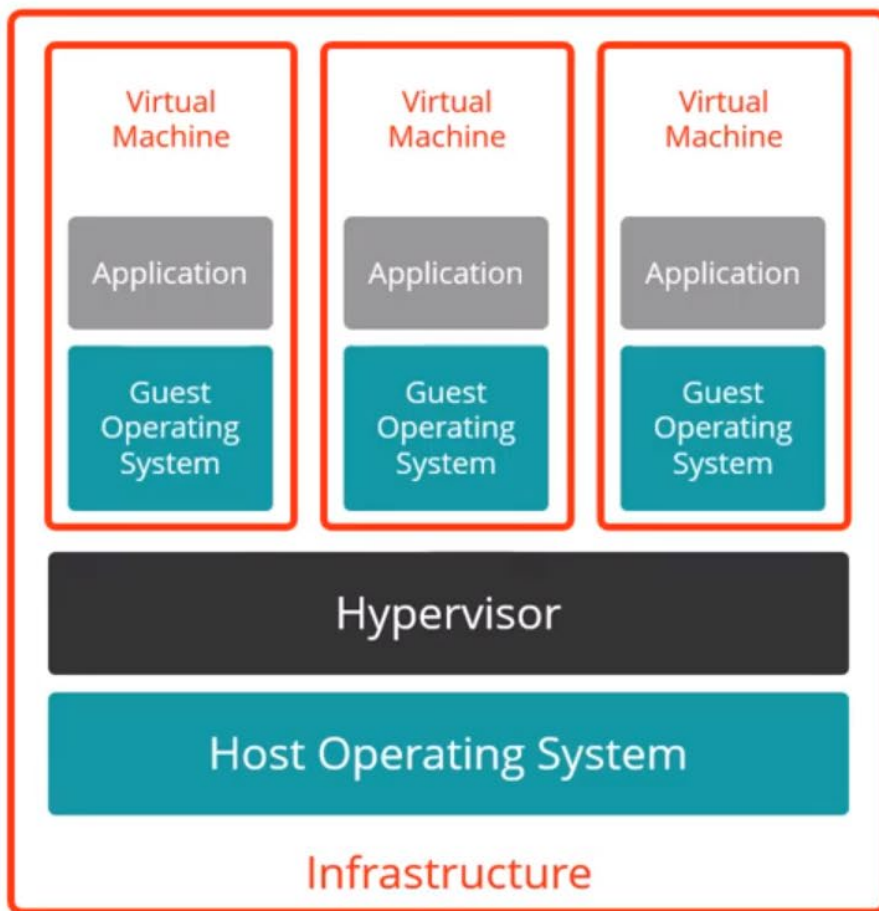 Virtual
Machine
Application
Guest
Operating
System
Virtual
Machine
Application
Guest
Operating
System
Virtual
Machine
Application
Guest
Operating
System
Hypervisor
Host Operating System
Infrastructure